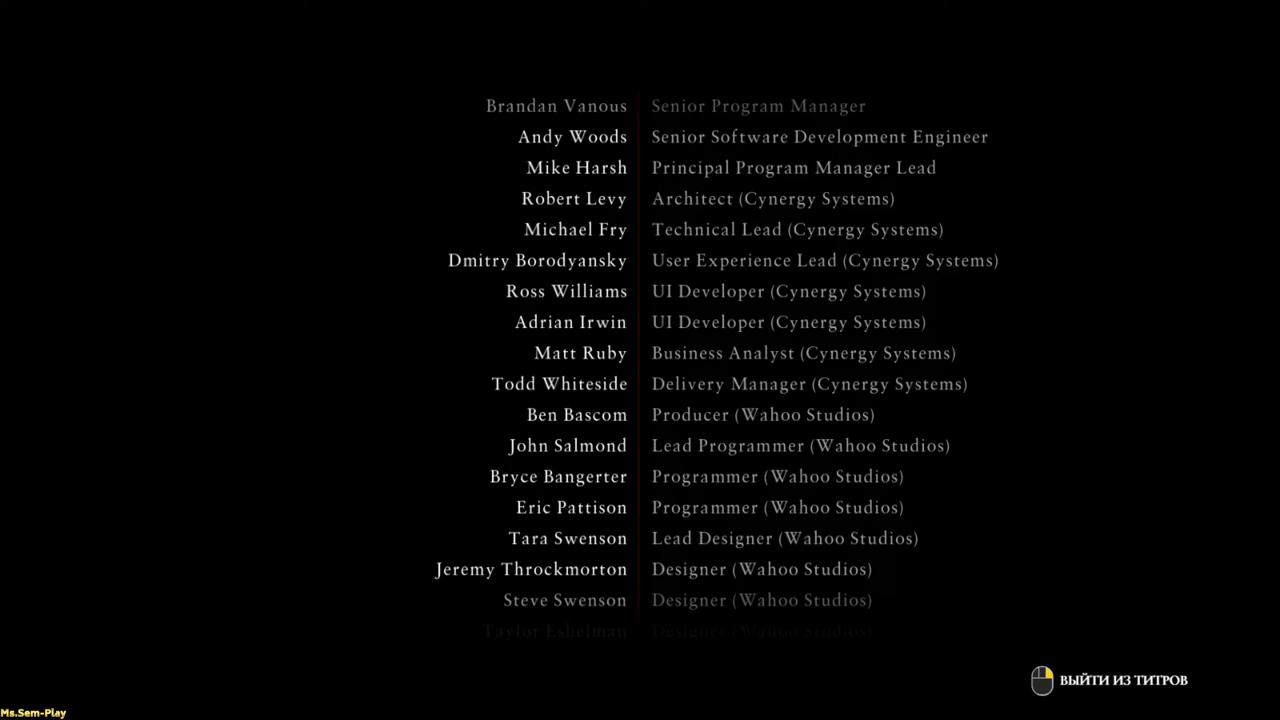 Brandan Vanous Senior Program Manager
Andy Woods Senior Software Development Engineer
Mike Harsh Principal Program Manager Lead
Robert Levy Architect (Cynergy Systems)
Michael Fry Technical Lead (Cynergy Systems)
Dmitry Borodyansky User Experience Lead (Cynergy Systems)
Ross Williams UI Developer (Cynergy Systems)
Adrian Irwin UI Developer (Cynergy Systems)
Matt Ruby Business Analyst (Cynergy Systems)
Todd Whiteside Delivery Manager (Cynergy Systems)
Ben Bascom Producer (Wahoo Studios)
John Salmond Lead Programmer (Wahoo Studios)
Bryce Bangerter Programmer (Wahoo Studios)
Eric Pattison Programmer (Wahoo Studios)
Tara Swenson Lead Designer (Wahoo Studios)
Jeremy Throckmorton Designer (Wahoo Studios)
Steve Swenson Designer (Wahoo Studios)
Taylor Eshelman Designer (Wahoo Studios)
ВЫЙТИ ИЗ ТИТРОВ
Ms.Sem-Play